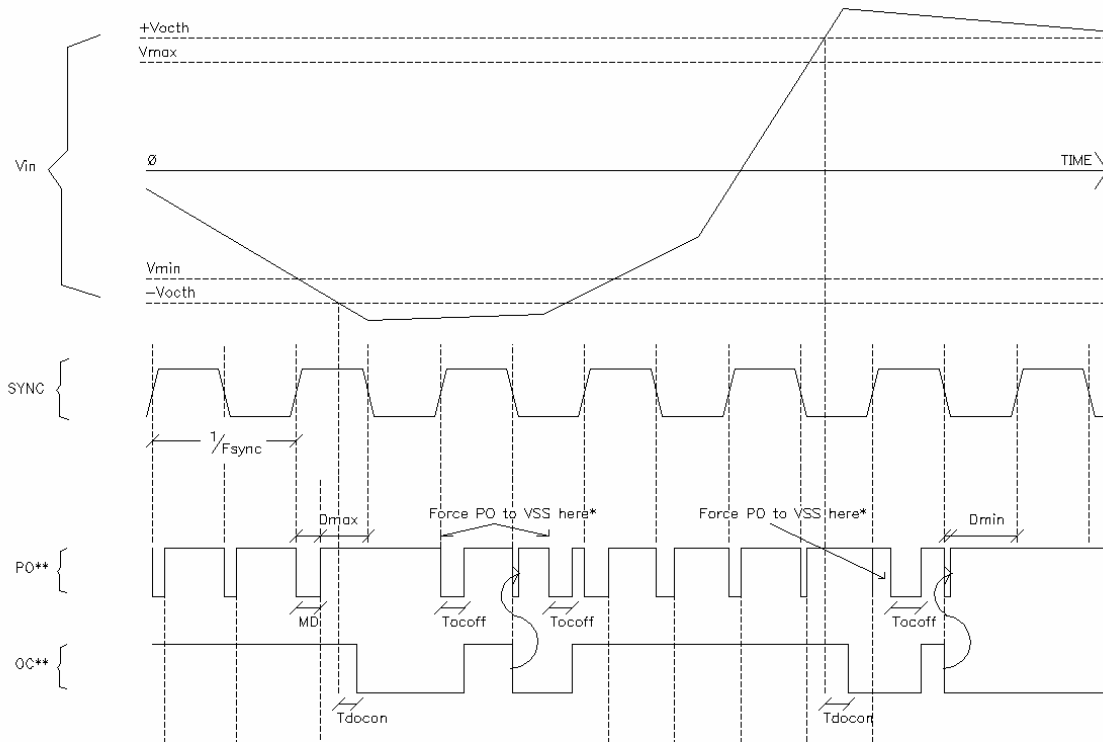 +Vocth
Vmax
Vin
Ø
TIME
Vmin
-Vocth
SYNC
1/Fsync
Dmax
Force PO to VSS here*
Force PO to VSS here*
Dmin
PO**
MD
Tocoff
Tocoff
Tocoff
OC**
Tdocon
Tdocon